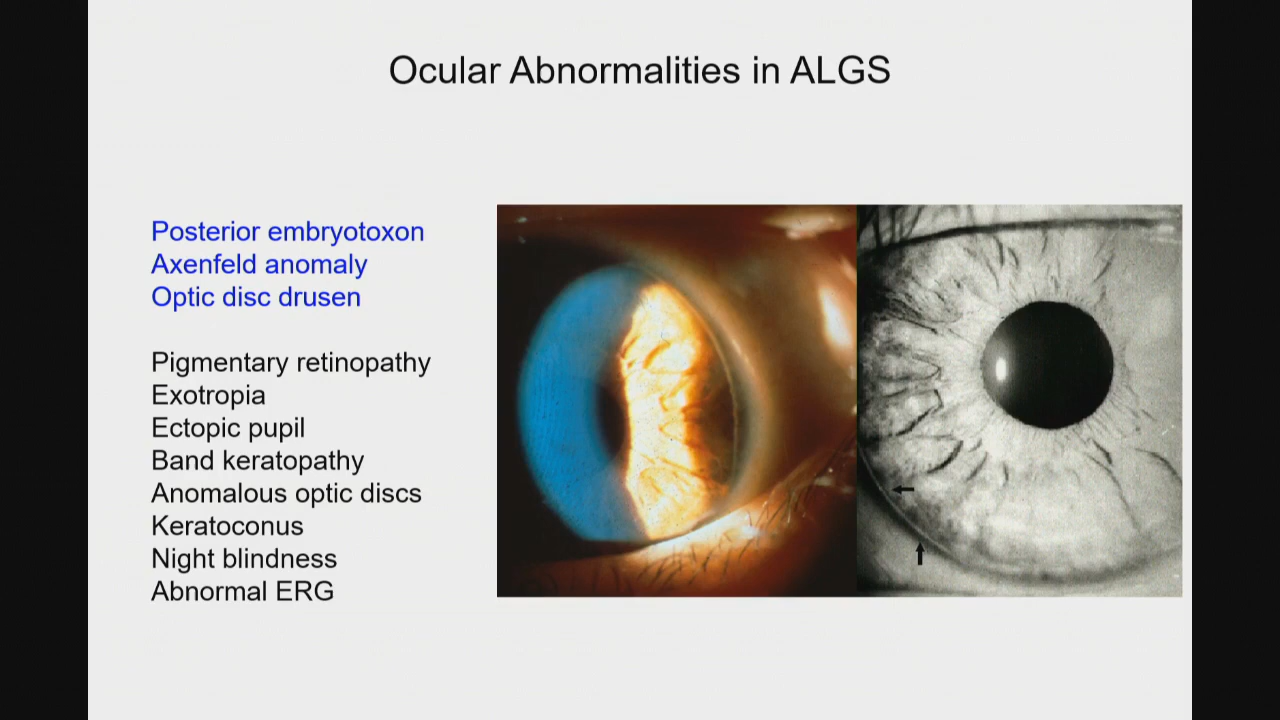 Ocular Abnormalities in ALGS
Posterior embryotoxon
Axenfeld anomaly
Optic disc drusen
Pigmentary retinopathy
Exotropia
Ectopic pupil
Band keratopathy
Anomalous optic discs
Keratoconus
Night blindness
Abnormal ERG